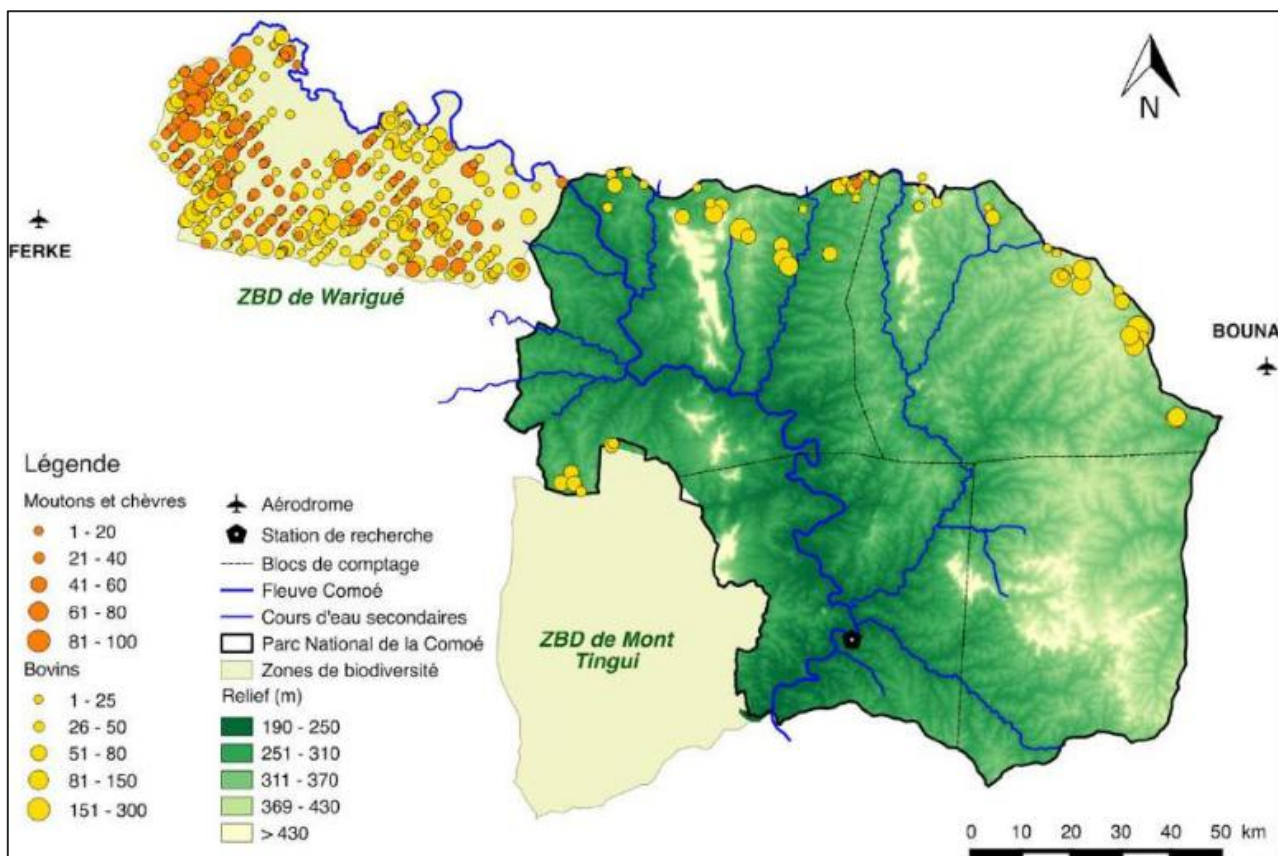 N
FERKE
ZBD de Warigué
BOUNA
ZBD de Mont
Tingui
Légende
Moutons et chèvres
1 - 20
21 - 40
41 - 60
61 - 80
81 - 100
Bovins
1 - 25
26 - 50
51 - 80
81 - 150
151 - 300
Aérodrome
Station de recherche
Blocs de comptage
Fleuve Comoé
Cours d'eau secondaires
Parc National de la Comoé
Zones de biodiversité
Relief (m)
190 - 250
251 - 310
311 - 370
369 - 430
> 430
0 10 20 30 40 50 km